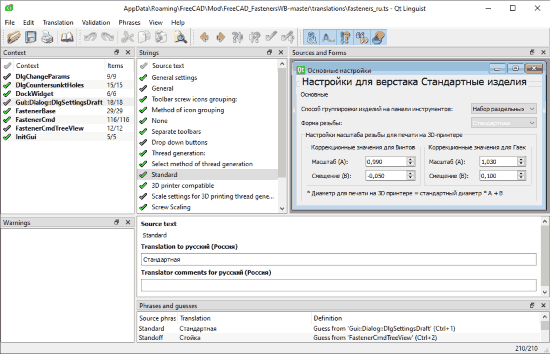 AppData\Roaming\FreeCAD\Mod\FreeCAD_FastenersWB-master\translations\fasteners_ru.ts - Qt Linguist
File Edit Translation Validation Phrases View Help
Context
Context Items
DlgChangeParams 9/9
DlgCountersunktHoles 15/15
DockWidget 6/6
Gui::Dialog::DlgSettingsDraft 18/18
FastenerBase 29/29
FastenerCmd 116/116
FastenerCmdTreeView 12/12
InitGui 5/5
Strings
Source text
General settings
General
Toolbar screw icons grouping:
Method of icon grouping
None
Separate toolbars
Drop down buttons
Thread generation:
Select method of thread generation
Standard
3D printer compatible
Scale settings for 3D printing thread gene...
Screw Scaling
Sources and Forms
Основные настройки
Настройки для верстака Стандартные изделия
Основные
Способ группировки изделий на панели инструментов: Набор раздельных
Форма резьбы: Стандартная
Настройки масштаба резьбы для печати на 3D-принтере
Коррекционные значения для Винтов
Масштаб (A): 0,990
Смещение (B): -0,050
Коррекционные значения для Гаек
Масштаб (A): 1,030
Смещение (B): 0,100
* Диаметр для печати на 3D принтере = стандартный диаметр * A + B
Warnings
Source text
Standard
Translation to русский (Россия)
Стандартная
Translator comments for русский (Россия)
Phrases and guesses
Source phras Translation Definition
Standard Стандартная Guess from 'Gui::Dialog::DlgSettingsDraft' (Ctrl+1)
Standoff Стойка Guess from 'FastenerCmdTreeView' (Ctrl+2)
210/210